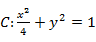 C: x²/4 + y² = 1